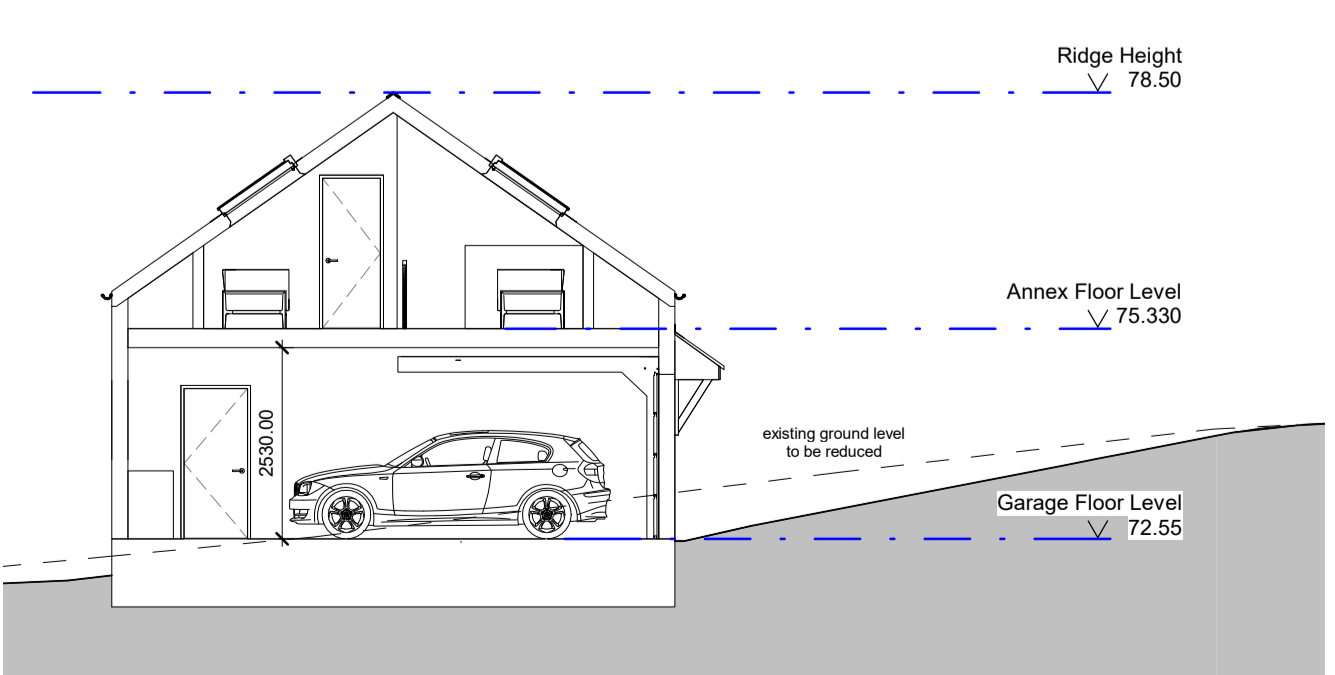 Ridge Height
78.50
Annex Floor Level
75.330
2530.00
existing ground level
to be reduced
Garage Floor Level
72.55